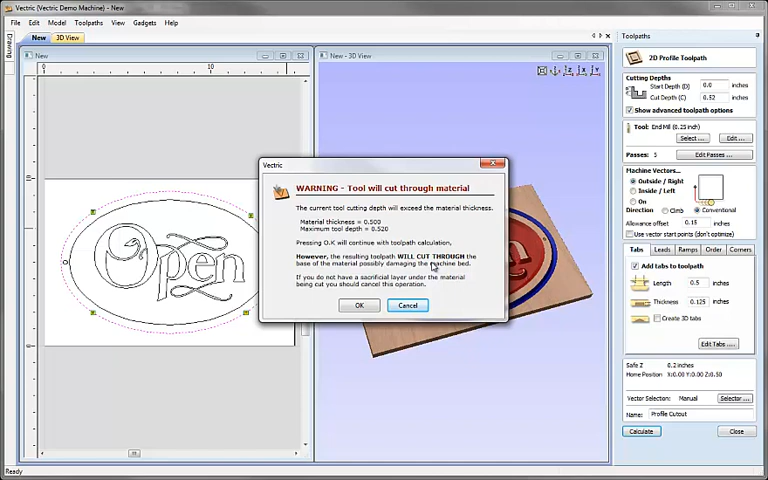 Vectric {Vectric Demo Machine} - New
File Edit Model Toolpaths View Gadgets Help
Drawing
New 3D View
New
0 10
Open
New - 3D View
Vectric
WARNING - Tool will cut through material
The current tool cutting depth will exceed the material thickness.
Material thickness = 0.500
Maximum tool depth = 0.520
Pressing O.K will continue with toolpath calculation,
However, the resulting toolpath WILL CUT THROUGH the
base of the material possibly damaging the machine bed.
If you do not have a sacrificial layer under the material
being cut you should cancel this operation.
OK Cancel
Toolpaths
2D Profile Toolpath
Cutting Depths
Start Depth (D) 0.0 inches
Cut Depth (C) 0.52 inches
Show advanced toolpath options
Tool: End Mill (0.25 inch)
Select ... Edit ...
Passes: 5 Edit Passes ...
Machine Vectors...
Outside / Right
Inside / Left
On
Direction Climb Conventional
Allowance offset 0.15 inches
Use vector start points (don't optimize)
Tabs Leads Ramps Order Corners
Add tabs to toolpath
Length 0.5 inches
Thickness 0.125 inches
Create 3D tabs
Edit Tabs ...
Safe Z 0.2 inches
Home Position X:0.00 Y:0.00 Z:0.50
Vector Selection: Manual Selector ...
Name: Profile Cutout
Calculate Close
Ready